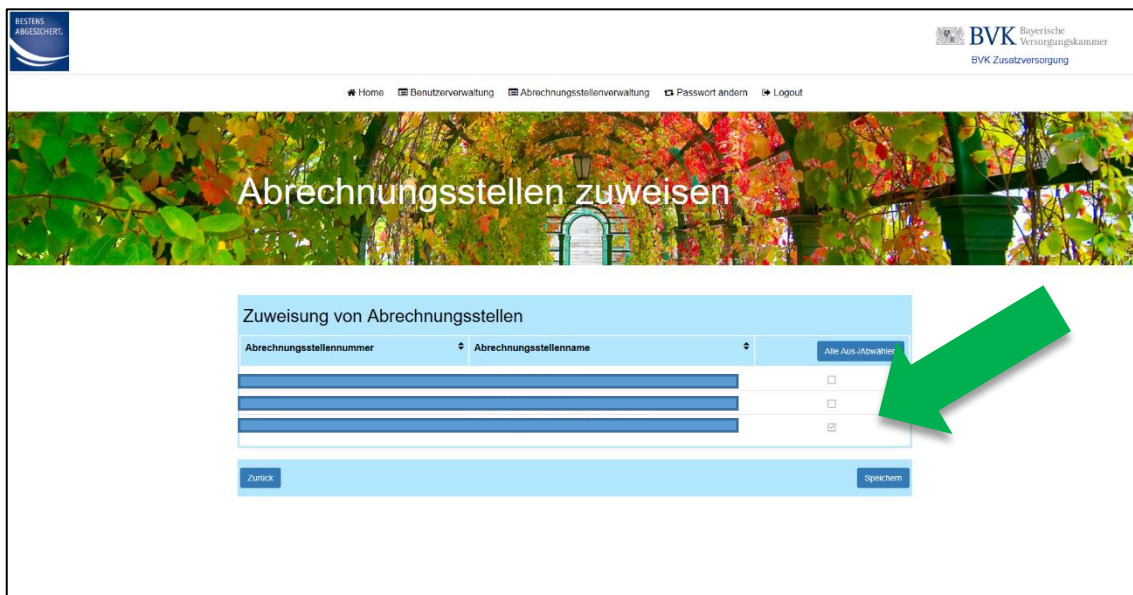 BESTENS
ABGESICHERT.
BVK Bayerische
Versorgungskammer
BVK Zusatzversorgung
Home Benutzerverwaltung Abrechnungsstellenverwaltung Passwort ändern Logout
Abrechnungsstellen zuweisen
Zuweisung von Abrechnungsstellen
Abrechnungsstellennummer Abrechnungsstellenname Alle Aus-/Abwählen
Zurück Speichern